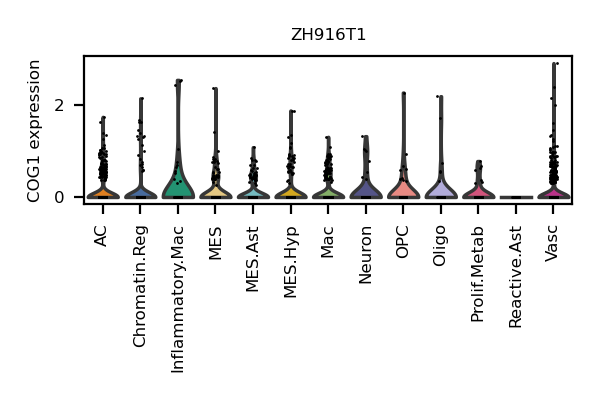 ZH916T1
COG1 expression
2
0
AC
Chromatin.Reg
Inflammatory.Mac
MES
MES.Ast
MES.Hyp
Mac
Neuron
OPC
Oligo
Prolif.Metab
Reactive.Ast
Vasc